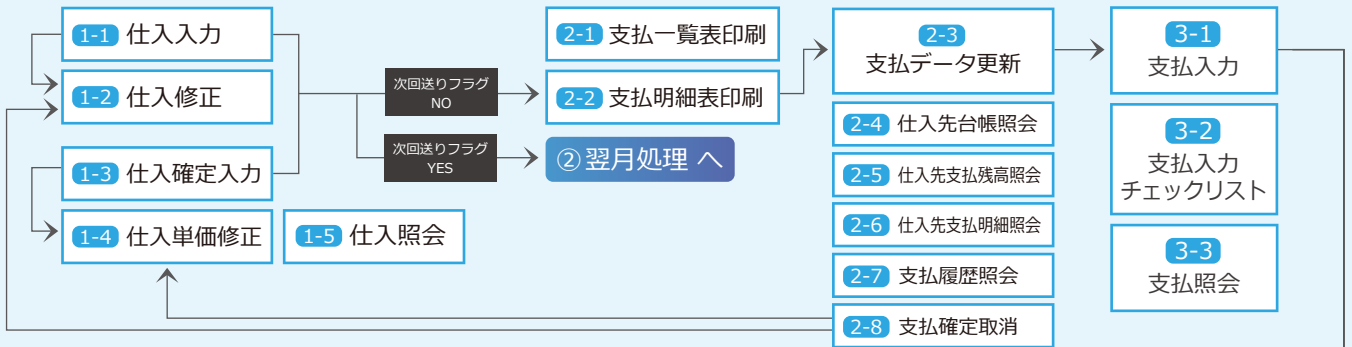 1-1 仕入入力
1-2 仕入修正
1-3 仕入確定入力
1-4 仕入単価修正
1-5 仕入照会
次回送りフラグ
NO
次回送りフラグ
YES
2-1 支払一覧表印刷
2-2 支払明細表印刷
②翌月処理 へ
2-3
支払データ更新
2-4 仕入先台帳照会
2-5 仕入先支払残高照会
2-6 仕入先支払明細照会
2-7 支払履歴照会
2-8 支払確定取消
3-1
支払入力
3-2
支払入力
チェックリスト
3-3
支払照会